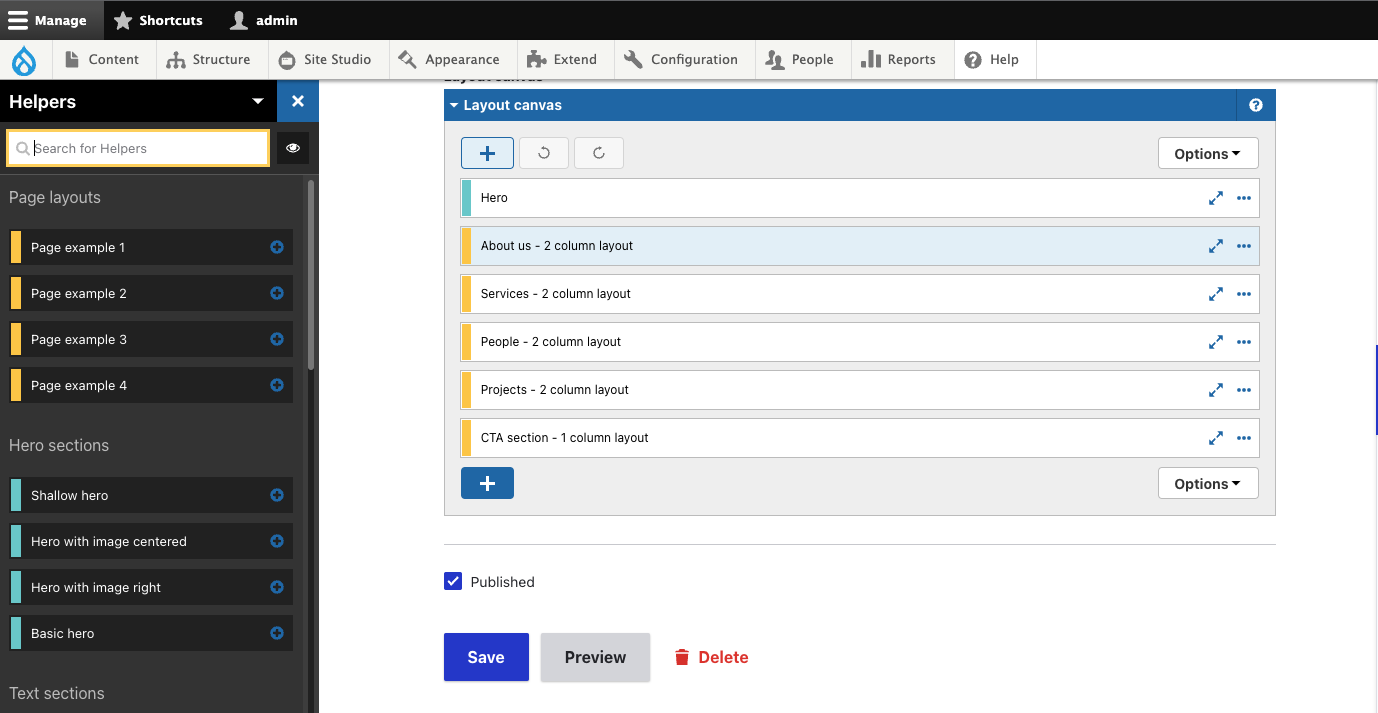 Manage
Shortcuts
admin
Content
Structure
Site Studio
Appearance
Extend
Configuration
People
Reports
Help
Helpers
Search for Helpers
Page layouts
Page example 1
Page example 2
Page example 3
Page example 4
Hero sections
Shallow hero
Hero with image centered
Hero with image right
Basic hero
Text sections
Layout canvas
Layout canvas
Options
Hero
About us - 2 column layout
Services - 2 column layout
People - 2 column layout
Projects - 2 column layout
CTA section - 1 column layout
Options
Published
Save
Preview
Delete